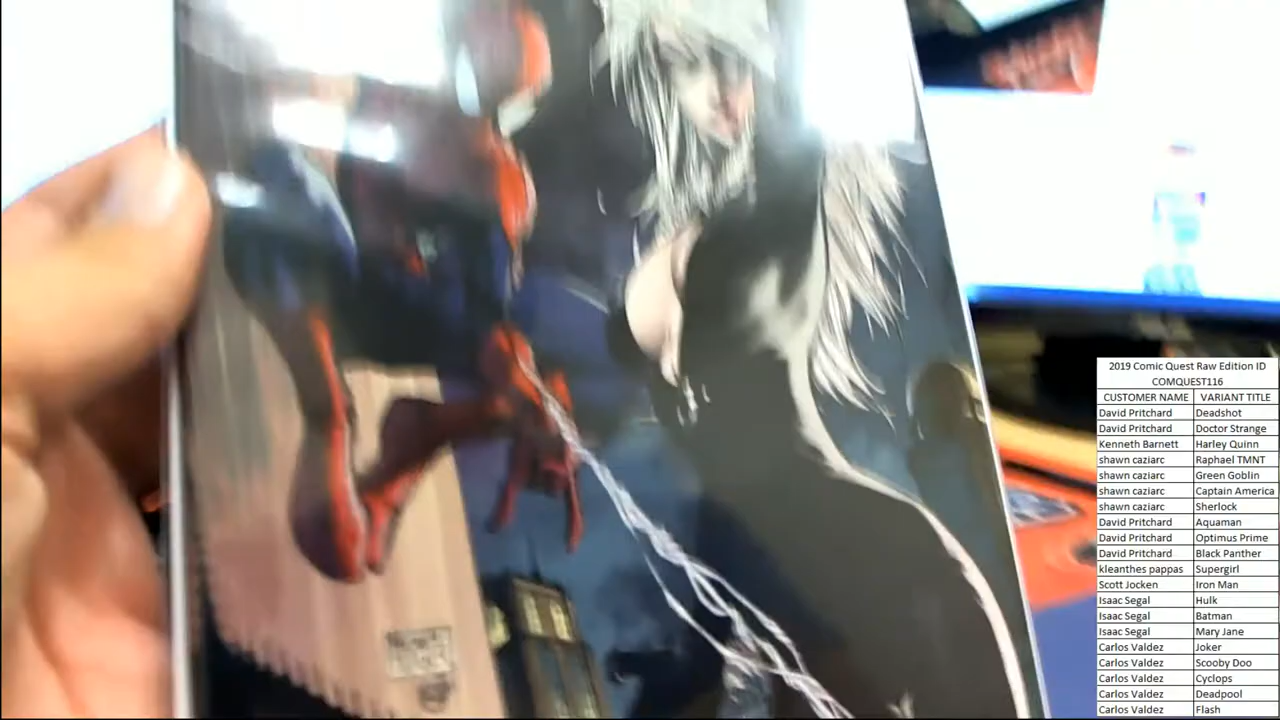 2019 Comic Quest Raw Edition ID
COMQUEST116
CUSTOMER NAME VARIANT TITLE
David Pritchard Deadshot
David Pritchard Doctor Strange
Kenneth Barnett Harley Quinn
shawn caziarc Raphael TMNT
shawn caziarc Green Goblin
shawn caziarc Captain America
shawn caziarc Sherlock
David Pritchard Aquaman
David Pritchard Optimus Prime
David Pritchard Black Panther
kleanthes pappas Supergirl
Scott Jocken Iron Man
Isaac Segal Hulk
Isaac Segal Batman
Isaac Segal Mary Jane
Carlos Valdez Joker
Carlos Valdez Scooby Doo
Carlos Valdez Cyclops
Carlos Valdez Deadpool
Carlos Valdez Flash